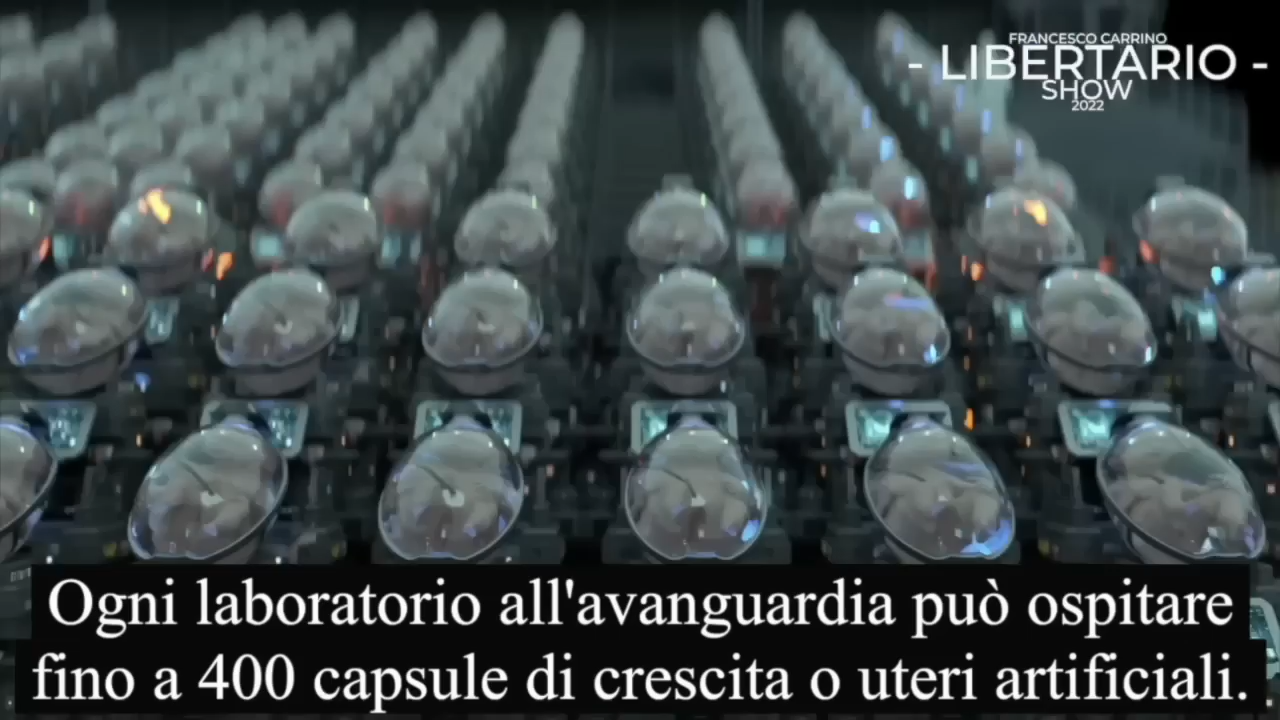 FRANCESCO CARRINO
- LIBERTARIO -
SHOW
2022
Ogni laboratorio all'avanguardia può ospitare
fino a 400 capsule di crescita o uteri artificiali.